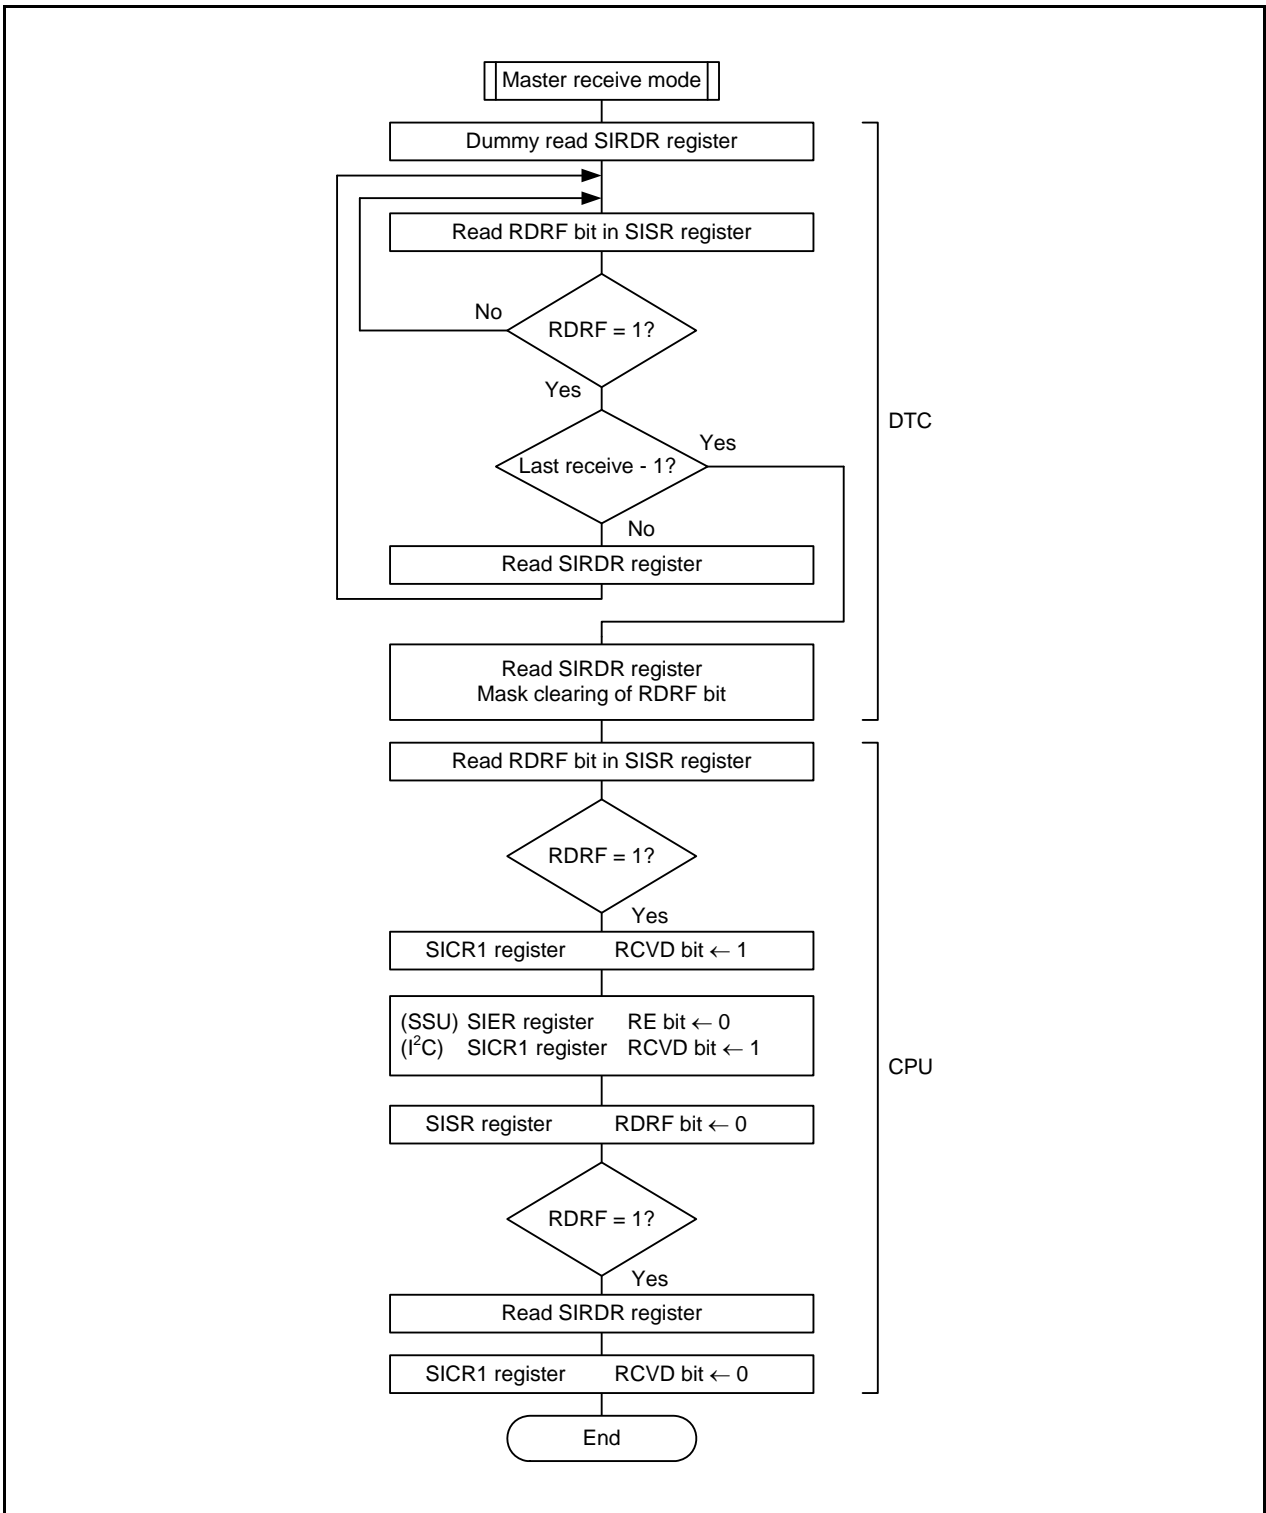 Master receive mode
Dummy read SIRDR register
Read RDRF bit in SISR register
No
RDRF = 1?
Yes
DTC
Yes
Last receive - 1?
No
Read SIRDR register
Read SIRDR register
Mask clearing of RDRF bit
Read RDRF bit in SISR register
RDRF = 1?
Yes
SICR1 register RCVD bit ← 1
(SSU) SIER register RE bit ← 0
(I²C) SICR1 register RCVD bit ← 1
CPU
SISR register RDRF bit ← 0
RDRF = 1?
Yes
Read SIRDR register
SICR1 register RCVD bit ← 0
End